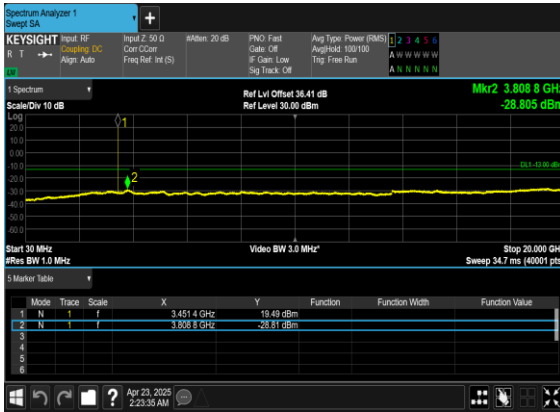 Spectrum Analyzer 1
Swept SA
KEYSIGHT Input: RF Input Z: 50 Ω #Atten: 20 dB PNO: Fast Avg Type: Power (RMS) 1 2 3 4 5 6
R T Coupling: DC Corr CCorr Gate: Off Avg|Hold: 100/100 A W W W W W
Align: Auto Freq Ref: Int (S) IF Gain: Low Trig: Free Run
Sig Track: Off A N N N N N
LXI
1 Spectrum Ref Lvl Offset 36.41 dB Mkr2 3.808 8 GHz
Scale/Div 10 dB Ref Level 30.00 dBm -28.805 dBm
Log
1
20.0
10.0
0.00
-10.0
DL1 -13.00 dBm
-20.0
2
-30.0
-40.0
-50.0
-60.0
Start 30 MHz Video BW 3.0 MHz* Stop 20.000 GH
#Res BW 1.0 MHz Sweep 34.7 ms (40001 pts
5 Marker Table
Mode Trace Scale X Y Function Function Width Function Value
1 N 1 f 3.451 4 GHz 19.49 dBm
2 N 1 f 3.808 8 GHz -28.81 dBm
3
4
5
6
? Apr 23, 2025
2:23:35 AM